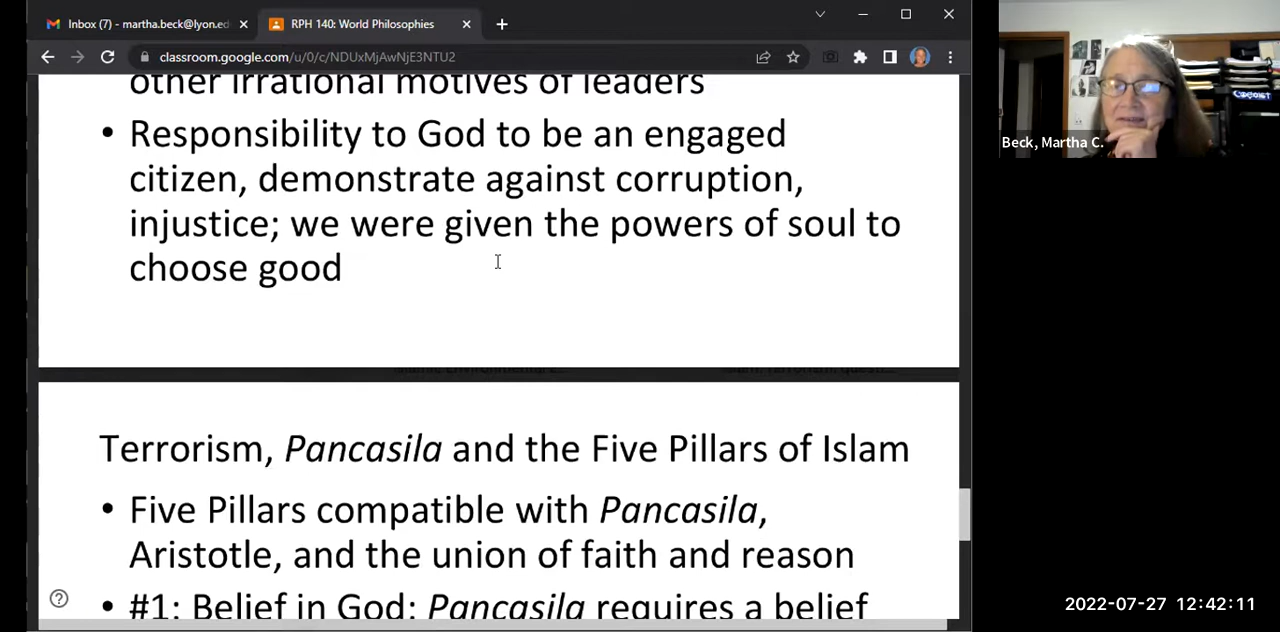 Inbox (7) - martha.beck@lyon.ed
RPH 140: World Philosophies
classroom.google.com/u/0/c/NDUxMjAwNjE3NTU2
other irrational motives of leaders
• Responsibility to God to be an engaged
citizen, demonstrate against corruption,
injustice; we were given the powers of soul to
choose good
Terrorism, Pancasila and the Five Pillars of Islam
• Five Pillars compatible with Pancasila,
Aristotle, and the union of faith and reason
• #1: Belief in God: Pancasila requires a belief
Beck, Martha C.
2022-07-27 12:42:11